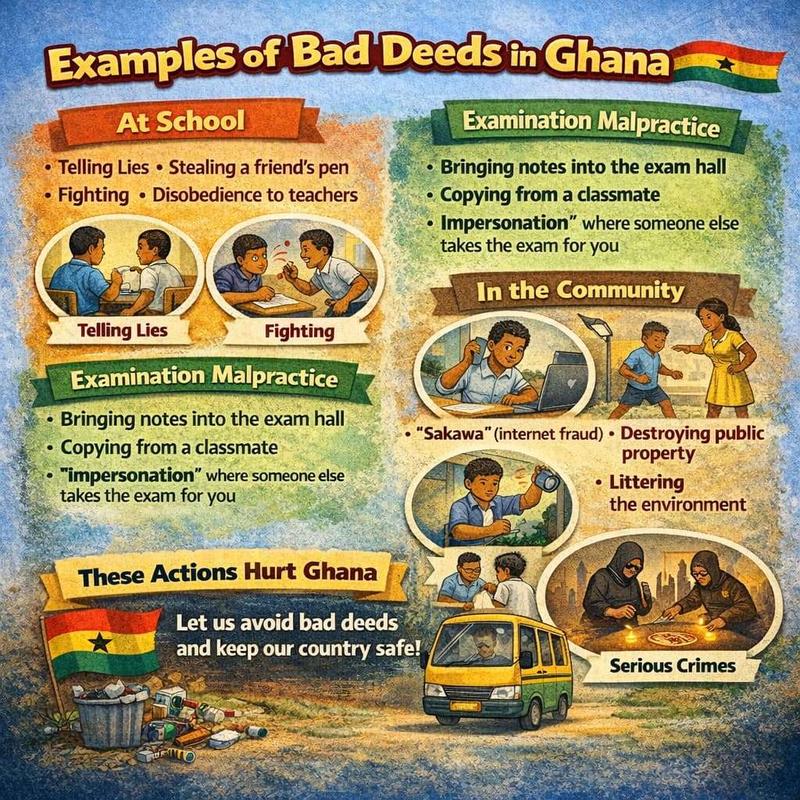 Examples of Bad Deeds in Ghana
At School
• Telling Lies • Stealing a friend's pen
• Fighting • Disobedience to teachers
Telling Lies
Fighting
Examination Malpractice
• Bringing notes into the exam hall
• Copying from a classmate
• "impersonation" where someone else
takes the exam for you
Examination Malpractice
• Bringing notes into the exam hall
• Copying from a classmate
• Impersonation" where someone else
takes the exam for you
In the Community
• "Sakawa" (internet fraud) • Destroying public
property
• Littering
the environment
Serious Crimes
These Actions Hurt Ghana
Let us avoid bad deeds
and keep our country safe!